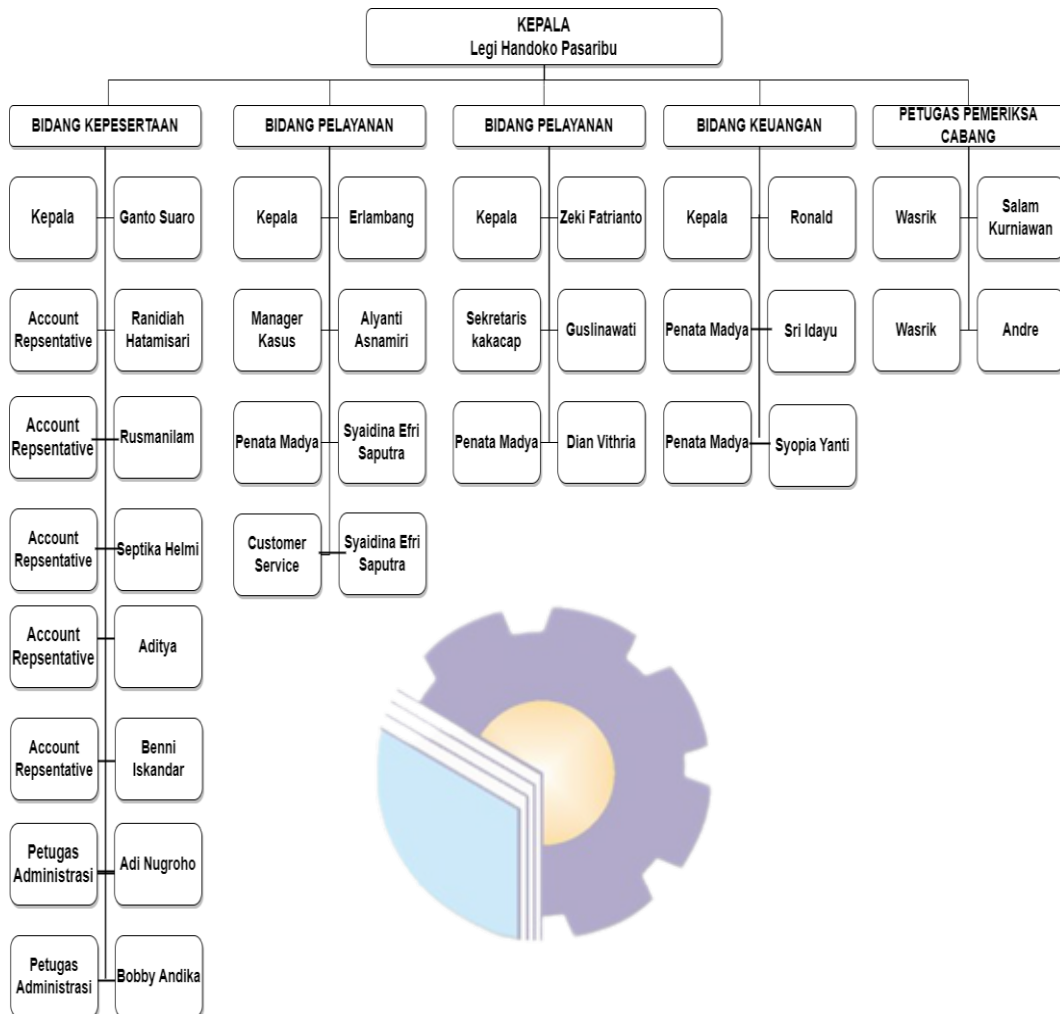 KEPALA
Legi Handoko Pasaribu
BIDANG KEPESERTAAN
BIDANG PELAYANAN
BIDANG PELAYANAN
BIDANG KEUANGAN
PETUGAS PEMERIKSA
CABANG
Kepala
Ganto Suaro
Kepala
Erlambang
Kepala
Zeki Fatrianto
Kepala
Ronald
Wasrik
Salam
Kurniawan
Account
Repsentative
Ranidiah
Hatamisari
Manager
Kasus
Alyanti
Asnamiri
Sekretaris
kakacap
Guslinawati
Penata Madya
Sri Idayu
Wasrik
Andre
Account
Repsentative
Rusmanilam
Penata Madya
Syaidina Efri
Saputra
Penata Madya
Dian Vithria
Penata Madya
Syopia Yanti
Account
Repsentative
Septika Helmi
Customer
Service
Syaidina Efri
Saputra
Account
Repsentative
Aditya
Account
Repsentative
Benni
Iskandar
Petugas
Administrasi
Adi Nugroho
Petugas
Administrasi
Bobby Andika